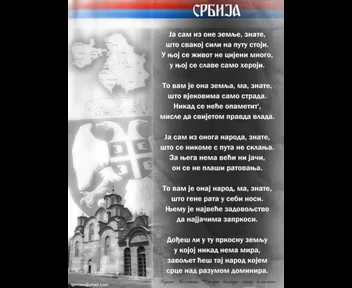 СРБИЈА
Ја сам из оне земље, знате,
што свакој сили на путу стоји.
У њој се живот не цијени много,
у њој се славе само хероји.
То вам је она земља, ма, знате,
што вјековима само страда.
Никад се неће опаметит',
мисле да свијетом правда влада.
Ја сам из онога народа, знате,
што се никоме с пута не склања.
За њега нема већи ни јачи,
он се не плаши ратовања.
То вам је онај народ, ма, знате,
што гене рата у себи носи.
Њему је највеће задовољство
да најјачима запркоси.
Дођеш ли у ту пркосну земљу
у којој никад нема мира,
завољет ћеш тај народ којем
срце над разумом доминира.